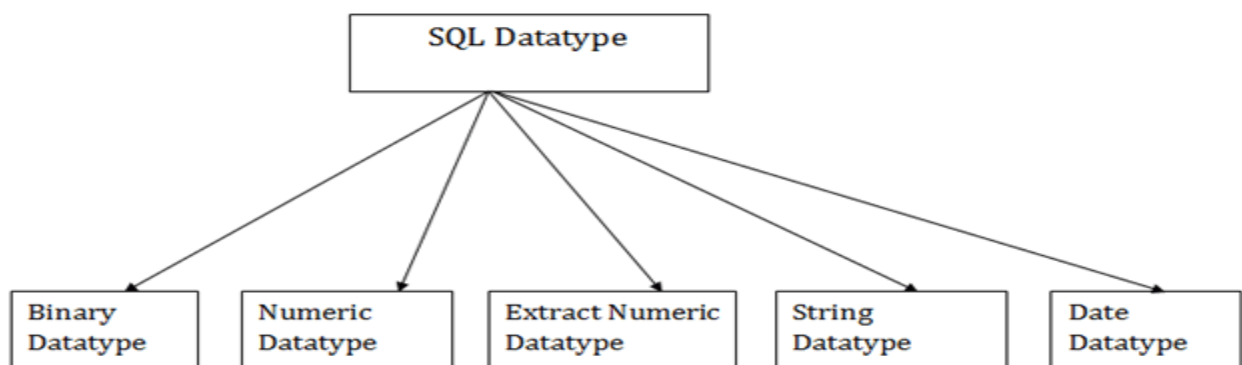 SQL Datatype
Binary
Datatype
Numeric
Datatype
Extract Numeric
Datatype
String
Datatype
Date
Datatype